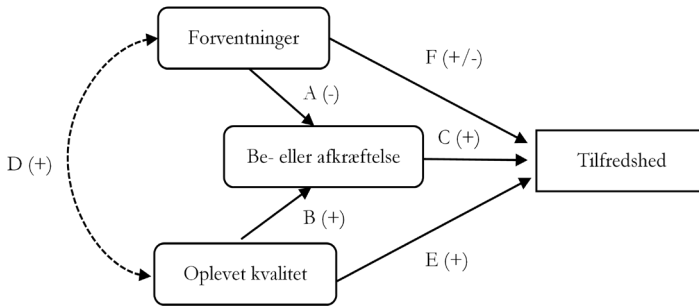 Forventninger
F (+/-)
A (-)
Be- eller afkræftelse
C (+)
Tilfredshed
D (+)
B (+)
Oplevet kvalitet
E (+)